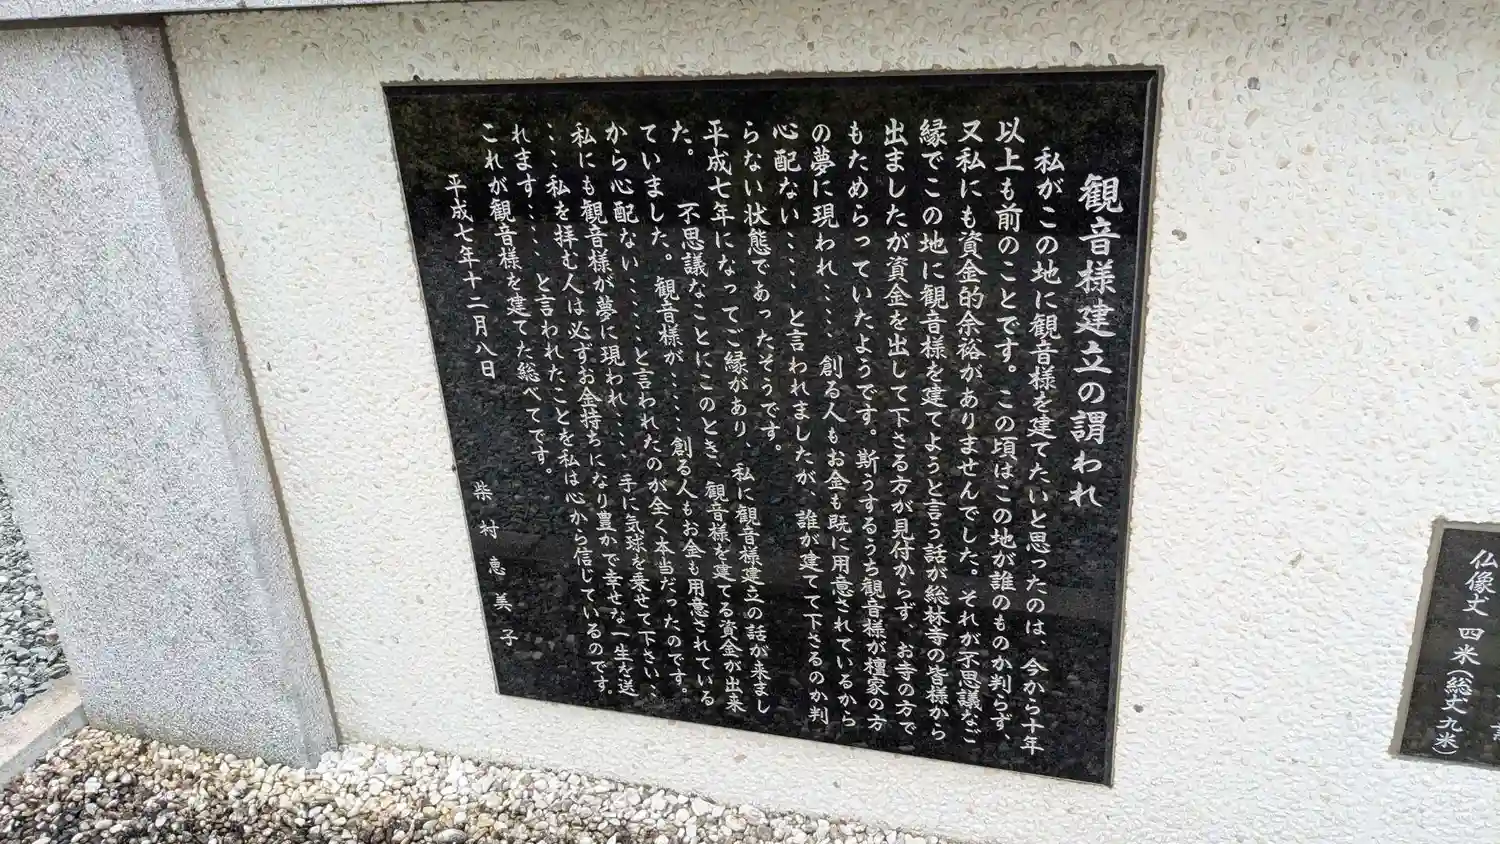 観音様建立の謂われ
私がこの地に観音様を建てたいと思ったのは、今から十年
以上も前のことです。この頃はこの地が誰のものか判らず、
又私にも資金的余裕がありませんでした。それが不思議なご
縁でこの地に観音様を建てようと言う話が総林寺の皆様から
出ましたが資金を出して下さる方が見付からず、お寺の方で
もためらっていたようです。斯うするうち観音様が檀家の方
の夢に現われ‥‥‥創る人もお金も既に用意されているから
心配ない‥‥‥と言われましたが、誰が建てて下さるのか判
らない状態であったそうです。
平成七年になってご縁があり、私に観音様建立の話が来まし
た。不思議なことにこのとき、観音様を建てる資金が出来
ていました。観音様が‥‥‥創る人もお金も用意されている
から心配ない‥‥‥と言われたのが全く本当だったのです。
私にも観音様が夢に現われ‥‥‥手に気球を乗せて下さい、
‥‥私を拝む人は必ずお金持ちになり豊かで幸せな一生を送
れます‥‥‥と言われたことを私は心から信じているのです。
これが観音様を建てた総べてです。
平成七年十二月八日
柴村恵美子
仏像丈 四米(総丈九米)